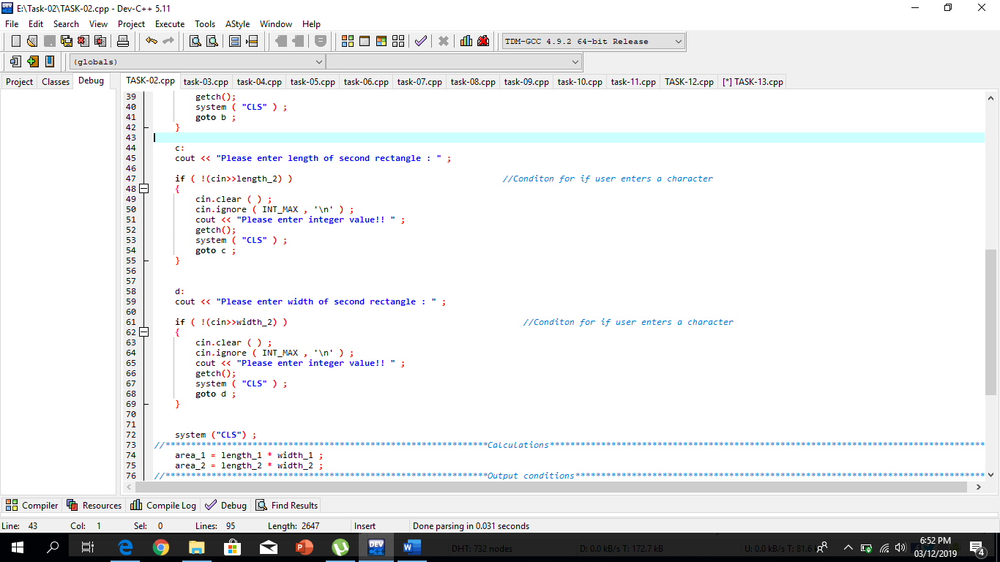 E:\Task-02\TASK-02.cpp - Dev-C++ 5.11
File Edit Search View Project Execute Tools AStyle Window Help
TDM-GCC 4.9.2 64-bit Release
(globals)
Project Classes Debug TASK-02.cpp task-03.cpp task-04.cpp task-05.cpp task-06.cpp task-07.cpp task-08.cpp task-09.cpp task-10.cpp task-11.cpp TASK-12.cpp [*] TASK-13.cpp
39 getch();
40 system ( "CLS" ) ;
41 goto b ;
42 }
43
44 c:
45 cout << "Please enter length of second rectangle : " ;
46
47 if ( !(cin>>length_2) ) //Conditon for if user enters a character
48 {
49 cin.clear ( ) ;
50 cin.ignore ( INT_MAX , '\n' ) ;
51 cout << "Please enter integer value!! " ;
52 getch();
53 system ( "CLS" ) ;
54 goto c ;
55 }
56
57
58 d:
59 cout << "Please enter width of second rectangle : " ;
60
61 if ( !(cin>>width_2) ) //Conditon for if user enters a character
62 {
63 cin.clear ( ) ;
64 cin.ignore ( INT_MAX , '\n' ) ;
65 cout << "Please enter integer value!! " ;
66 getch();
67 system ( "CLS" ) ;
68 goto d ;
69 }
70
71
72 system ("CLS") ;
73 //***************************************************************Calculations*************************************************************************************
74 area_1 = length_1 * width_1 ;
75 area_2 = length_2 * width_2 ;
76 //***************************************************************Output conditions********************************************************************************
Compiler Resources Compile Log Debug Find Results
Line: 43 Col: 1 Sel: 0 Lines: 95 Length: 2647 Insert Done parsing in 0.031 seconds
DHT: 732 nodes D: 0.0 kB/s T: 172.7 kB U: 0.0 kB/s T: 81.6
6:52 PM
03/12/2019
4